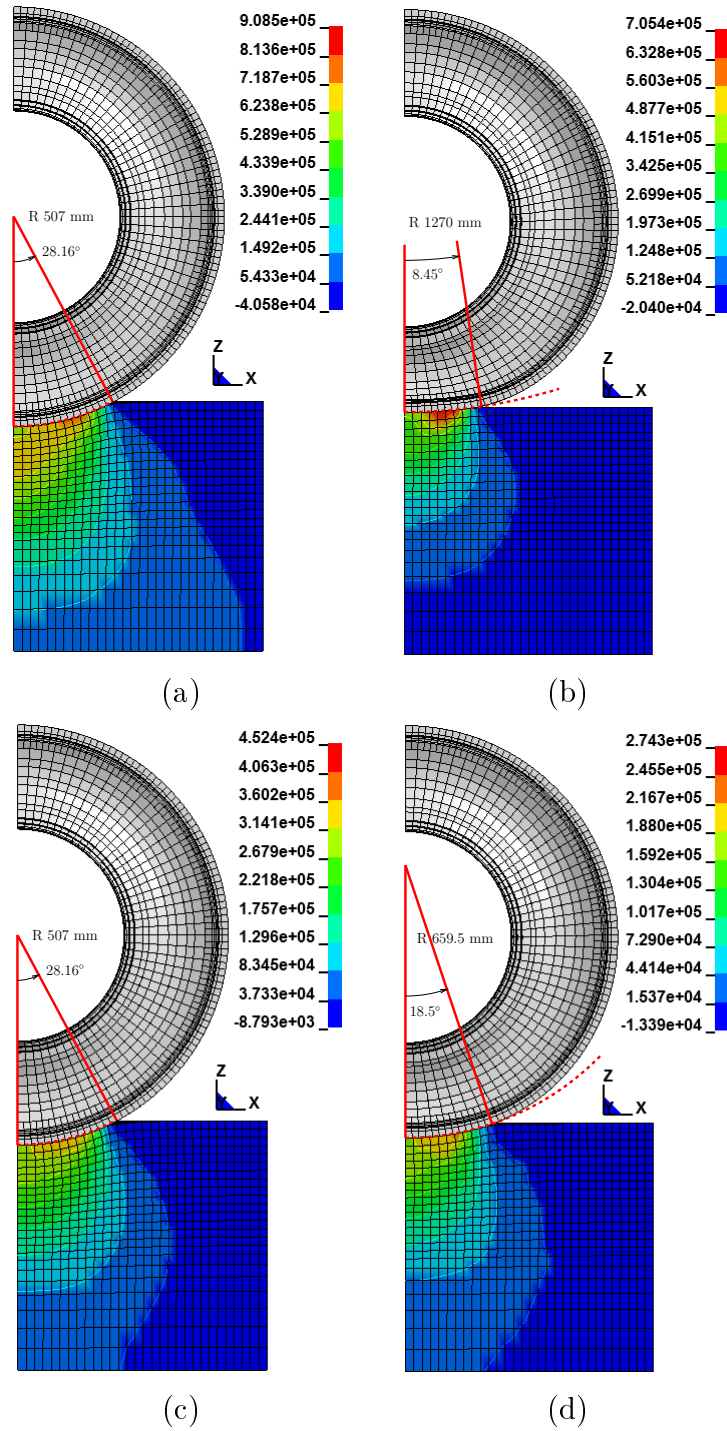 9.085e+05
8.136e+05
7.187e+05
6.238e+05
5.289e+05
4.339e+05
3.390e+05
2.441e+05
1.492e+05
5.433e+04
-4.058e+04
R 507 mm
28.16°
Z
Y
X
(a)
7.054e+05
6.328e+05
5.603e+05
4.877e+05
4.151e+05
3.425e+05
2.699e+05
1.973e+05
1.248e+05
5.218e+04
-2.040e+04
R 1270 mm
8.45°
Z
Y
X
(b)
4.524e+05
4.063e+05
3.602e+05
3.141e+05
2.679e+05
2.218e+05
1.757e+05
1.296e+05
8.345e+04
3.733e+04
-8.793e+03
R 507 mm
28.16°
Z
Y
X
(c)
2.743e+05
2.455e+05
2.167e+05
1.880e+05
1.592e+05
1.304e+05
1.017e+05
7.290e+04
4.414e+04
1.537e+04
-1.339e+04
R 659.5 mm
18.5°
Z
Y
X
(d)